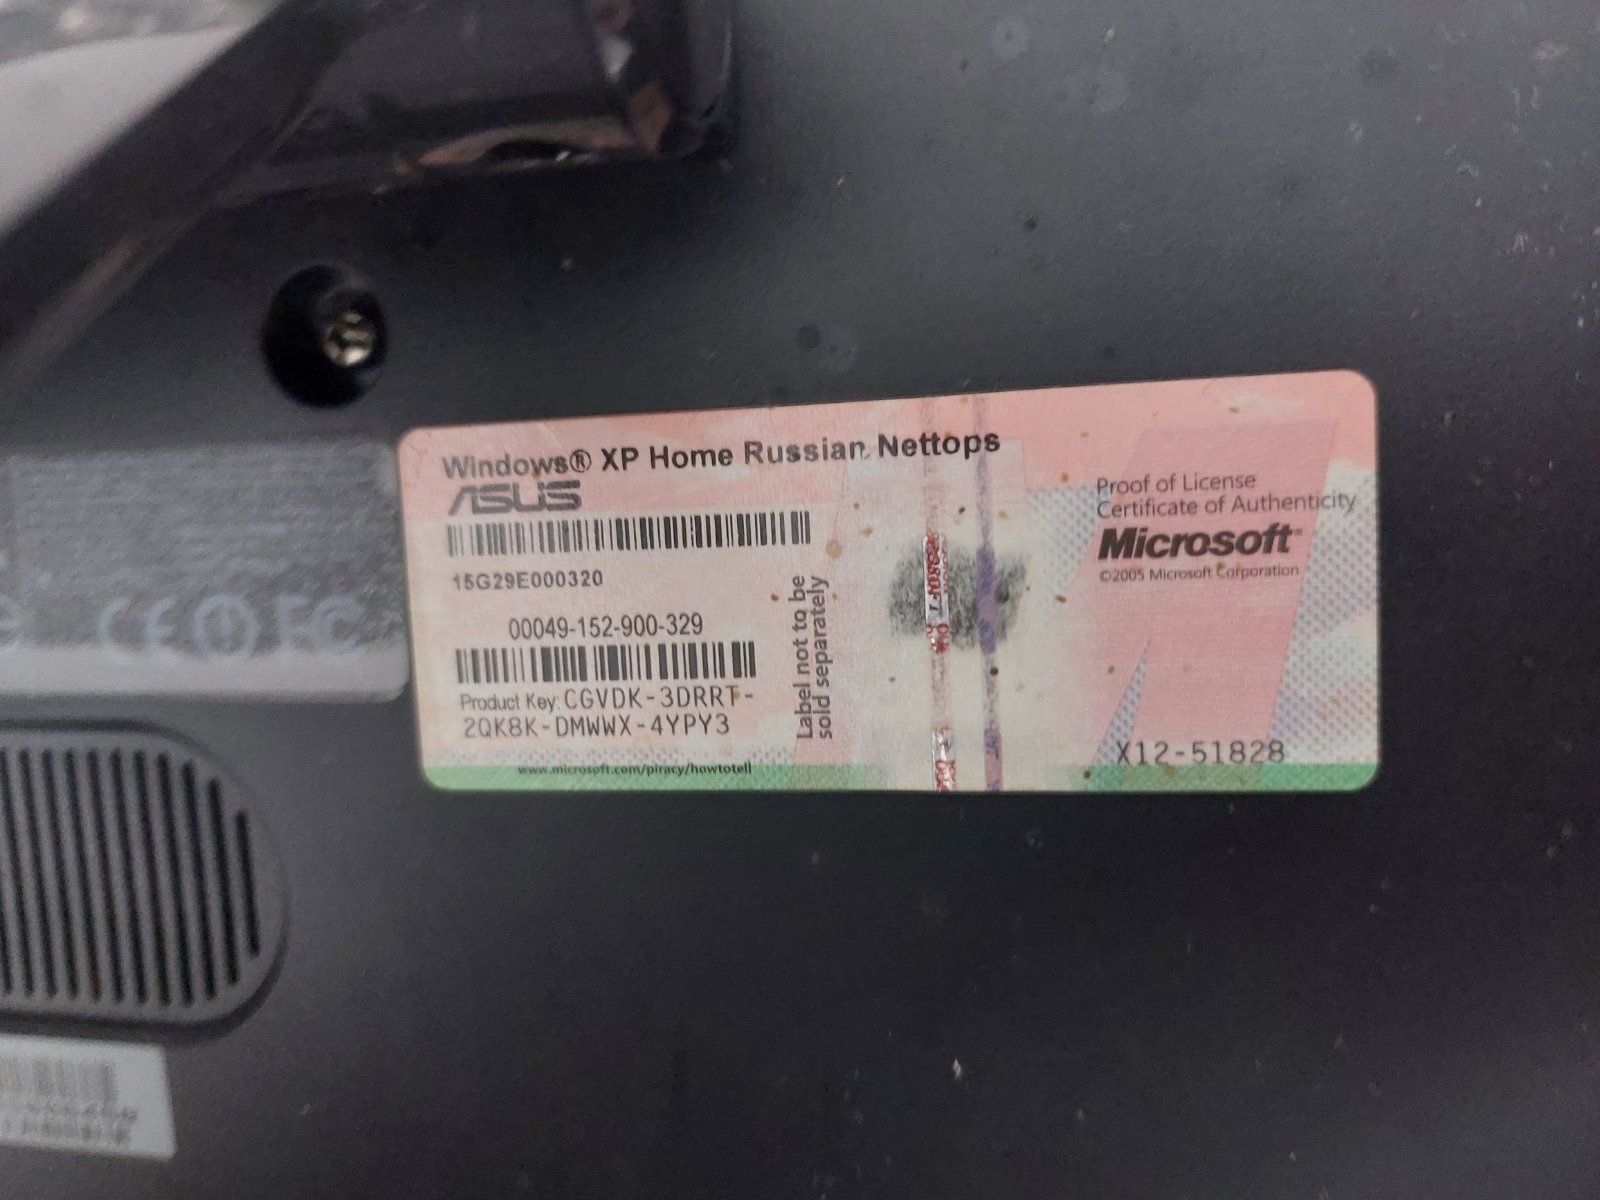 Windows® XP Home Russian Nettops
ASUS
15G29E000320
00049-152-900-329
Product Key: CGVDK-3DRRT-
2QK8K-DMWWX-4YPY3
www.microsoft.com/piracy/howtotell
Label not to be
sold separately
Proof of License
Certificate of Authenticity
Microsoft
©2005 Microsoft Corporation
X12-51828
CE FC